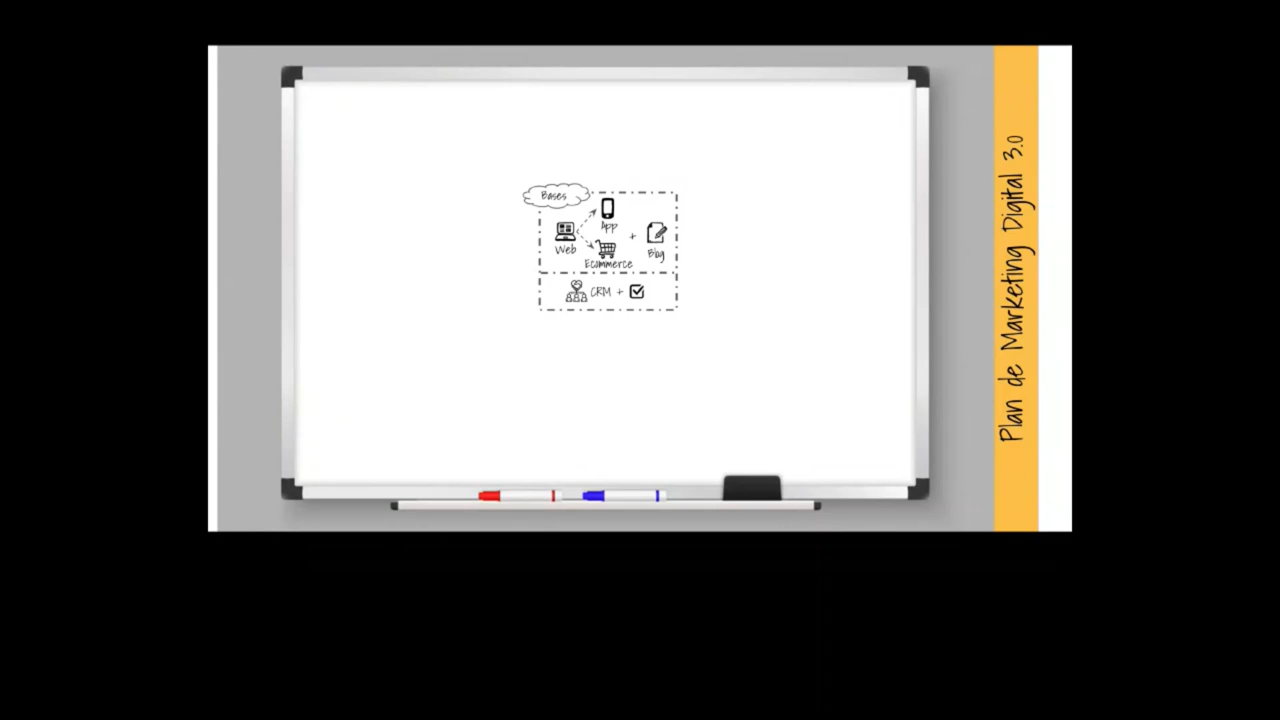 Bases
App
Web
+
Blog
Ecommerce
CRM +
Plan de Marketing Digital 3.0